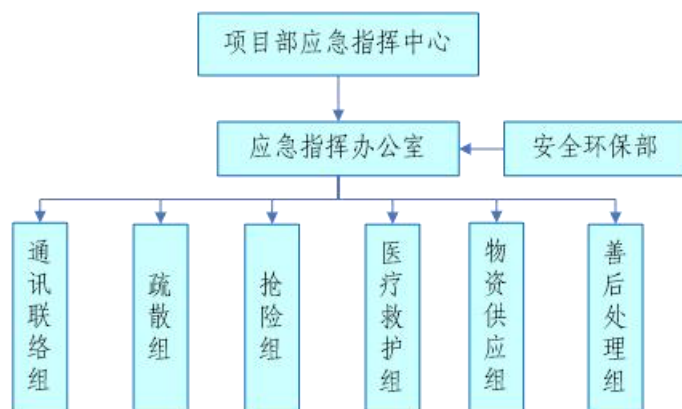 项目部应急指挥中心
应急指挥办公室
安全环保部
通讯联络组
疏散组
抢险组
医疗救护组
物资供应组
善后处理组